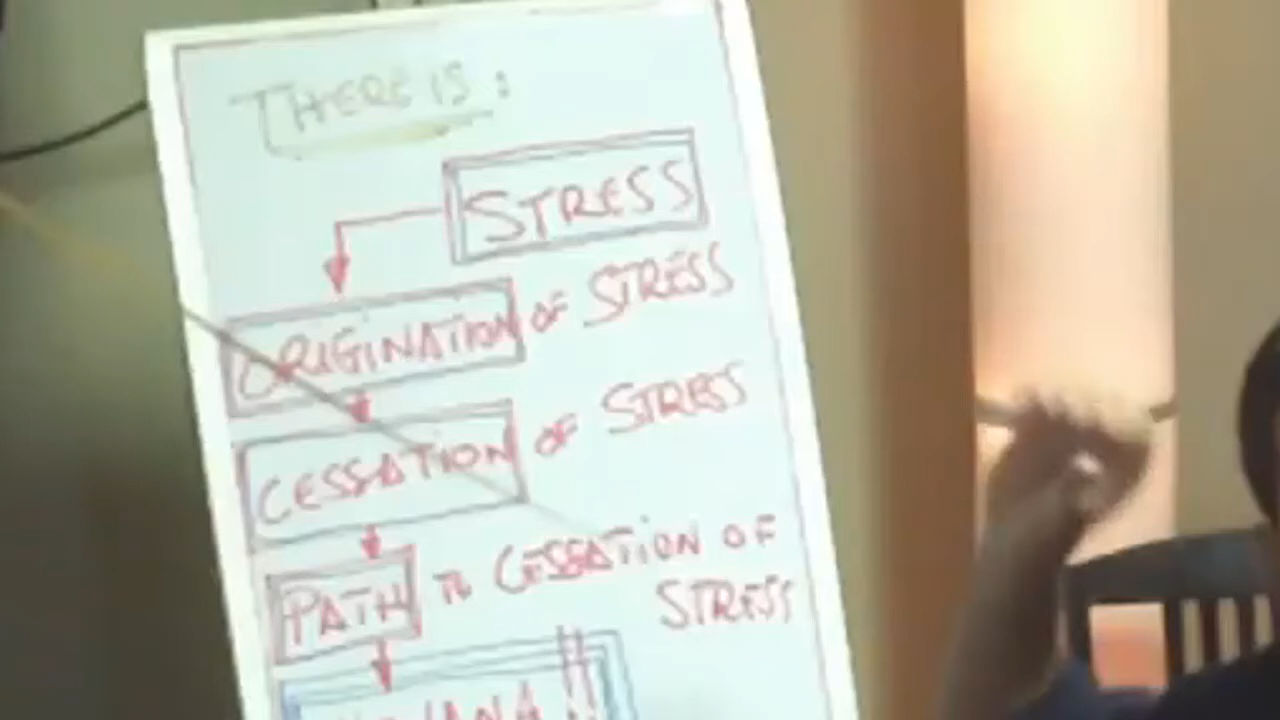 THERE IS:
STRESS
ORIGINATION OF STRESS
CESSATION OF STRESS
PATH TO CESSATION OF
STRESS